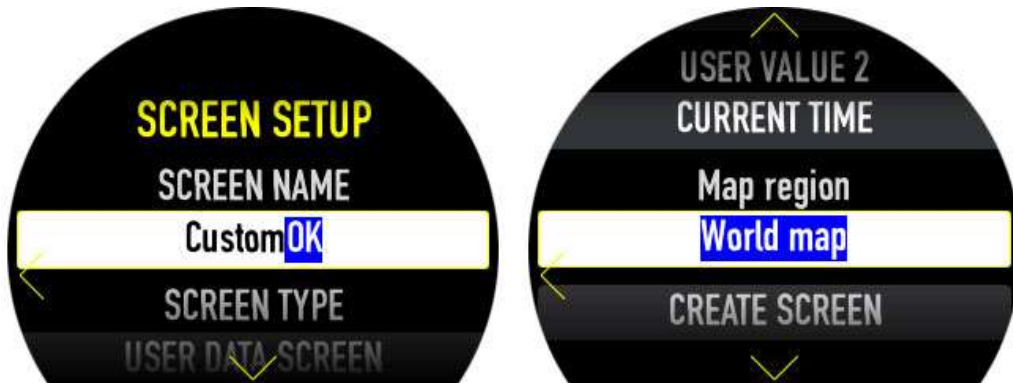 SCREEN SETUP
SCREEN NAME
CustomOK
SCREEN TYPE
USER DATA SCREEN
USER VALUE 2
CURRENT TIME
Map region
World map
CREATE SCREEN